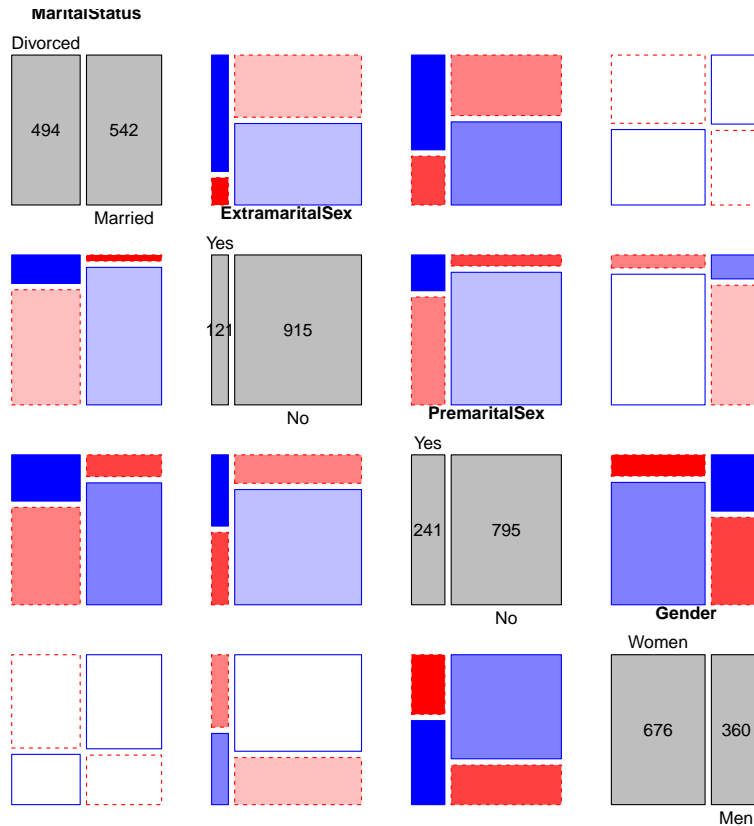 MaritalStatus
Divorced
494 542
Married
ExtramaritalSex
Yes
121 915
No
PremaritalSex
Yes
241 795
No
Gender
Women
676 360
Men